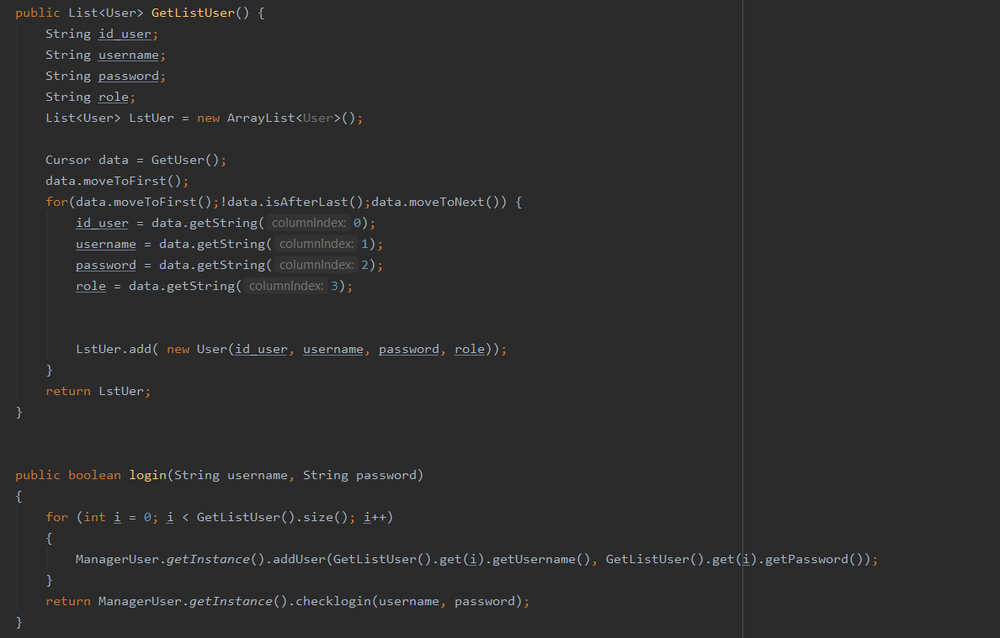 public List<User> GetListUser() {
String id_user;
String username;
String password;
String role;
List<User> LstUer = new ArrayList<User>();
Cursor data = GetUser();
data.moveToFirst();
for(data.moveToFirst();!data.isAfterLast();data.moveToNext()) {
id_user = data.getString( columnIndex: 0);
username = data.getString( columnIndex: 1);
password = data.getString( columnIndex: 2);
role = data.getString( columnIndex: 3);
LstUer.add( new User(id_user, username, password, role));
}
return LstUer;
}
public boolean login(String username, String password)
{
for (int i = 0; i < GetListUser().size(); i++)
{
ManagerUser.getInstance().addUser(GetListUser().get(i).getUsername(), GetListUser().get(i).getPassword());
}
return ManagerUser.getInstance().checklogin(username, password);
}